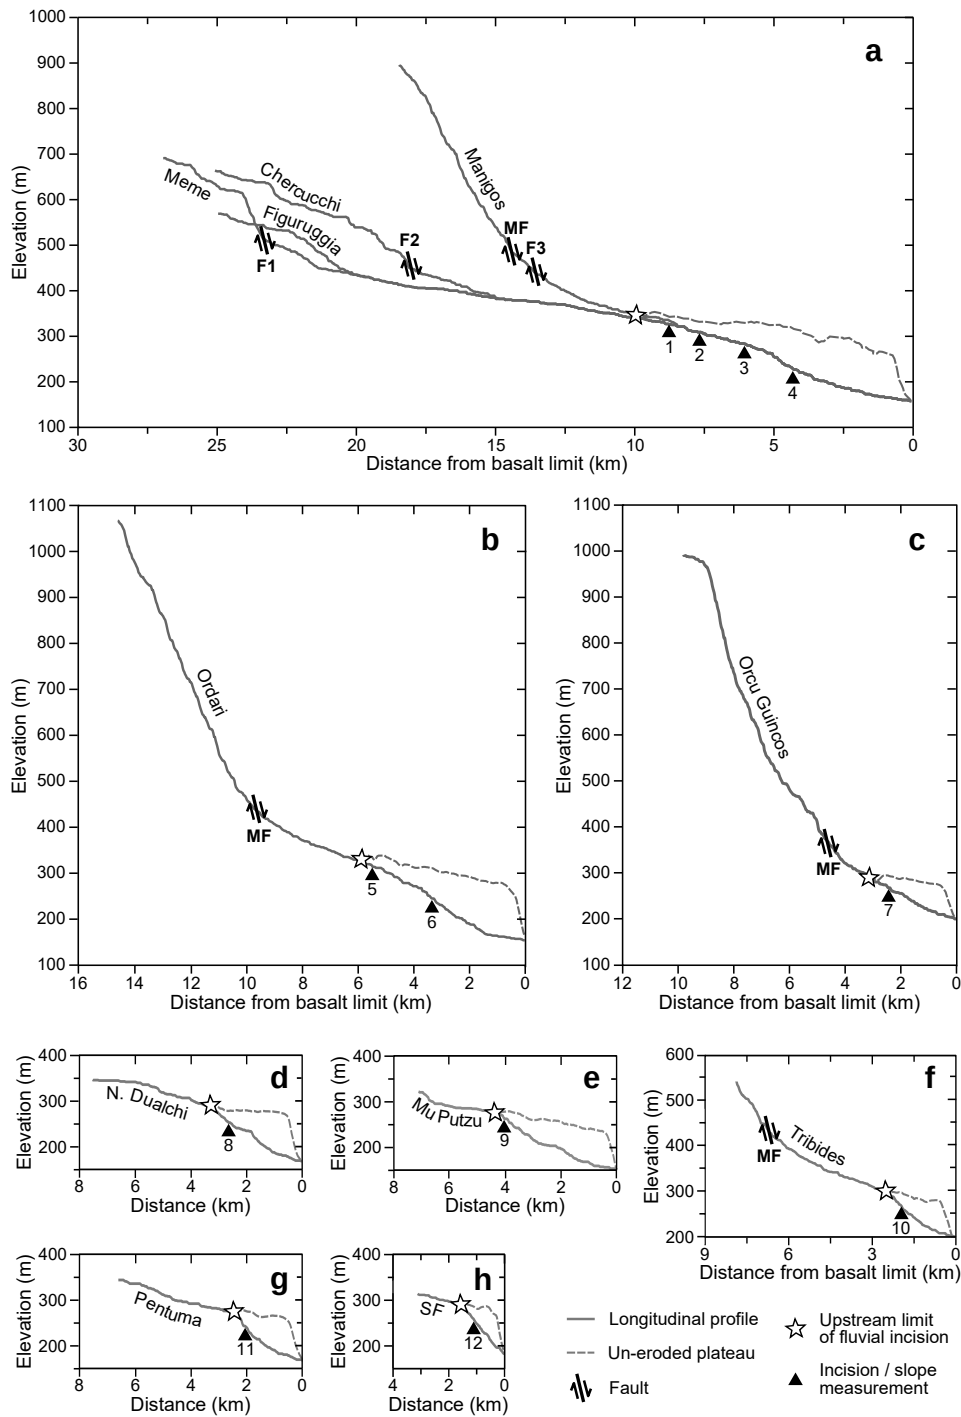 a
1000
900
800
700
600
500
400
300
200
100
Elevation (m)
Meme
Chercucchi
Figuruggia
Manigos
F1
F2
MF
F3
1
2
3
4
30
25
20
15
10
5
0
Distance from basalt limit (km)
b
1100
1000
900
800
700
600
500
400
300
200
100
Elevation (m)
Ordari
MF
5
6
16
14
12
10
8
6
4
2
0
Distance from basalt limit (km)
c
1100
1000
900
800
700
600
500
400
300
200
100
Elevation (m)
Orcu Guincos
MF
7
12
10
8
6
4
2
0
Distance from basalt limit (km)
d
400
300
200
Elevation (m)
N. Dualchi
8
8
6
4
2
0
Distance (km)
e
400
300
200
Elevation (m)
Mu Putzu
9
8
6
4
2
0
Distance (km)
f
600
500
400
300
200
Elevation (m)
Tribides
MF
10
9
6
3
0
Distance from basalt limit (km)
g
400
300
200
Elevation (m)
Pentuma
11
8
6
4
2
0
Distance (km)
h
400
300
200
Elevation (m)
SF
12
4
2
0
Distance (km)
Longitudinal profile
Un-eroded plateau
Fault
Upstream limit
of fluvial incision
Incision / slope
measurement